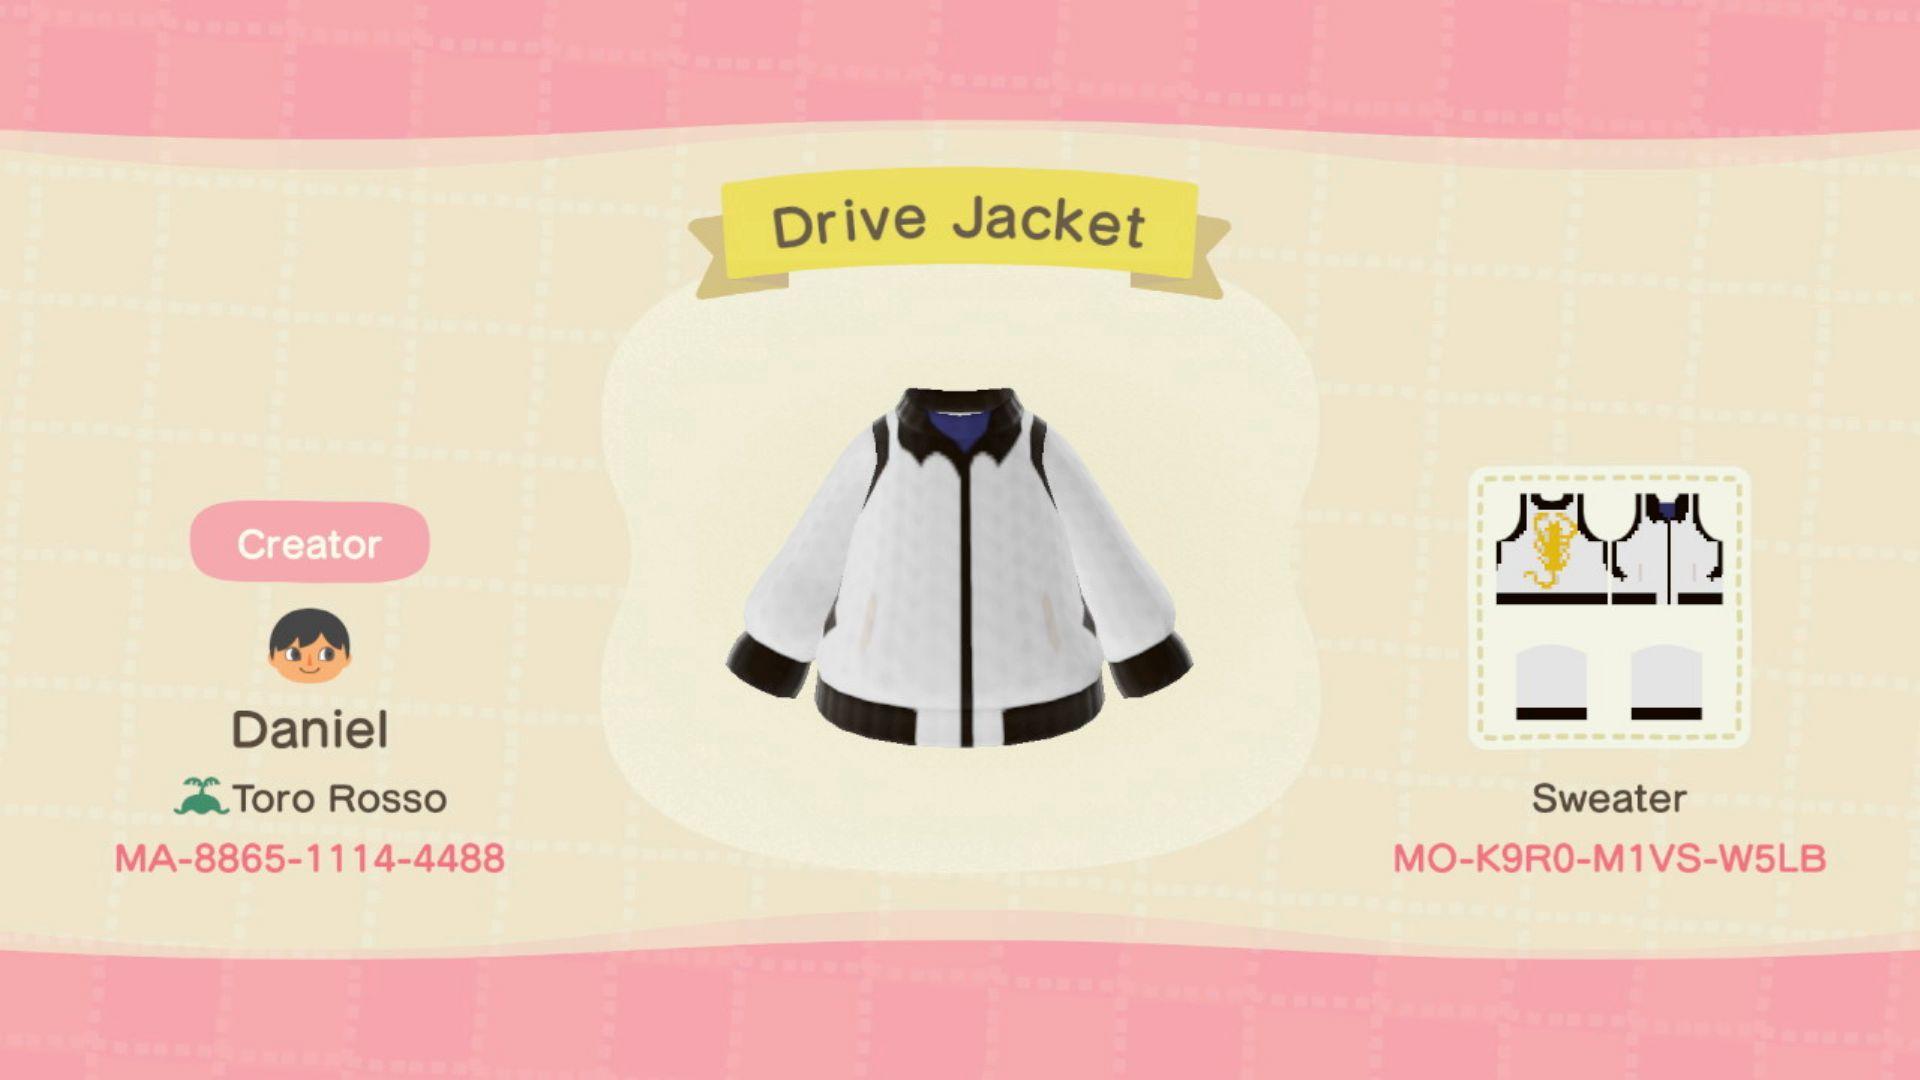 Drive Jacket
Creator
Daniel
Toro Rosso
MA-8865-1114-4488
Sweater
MO-K9R0-M1VS-W5LB